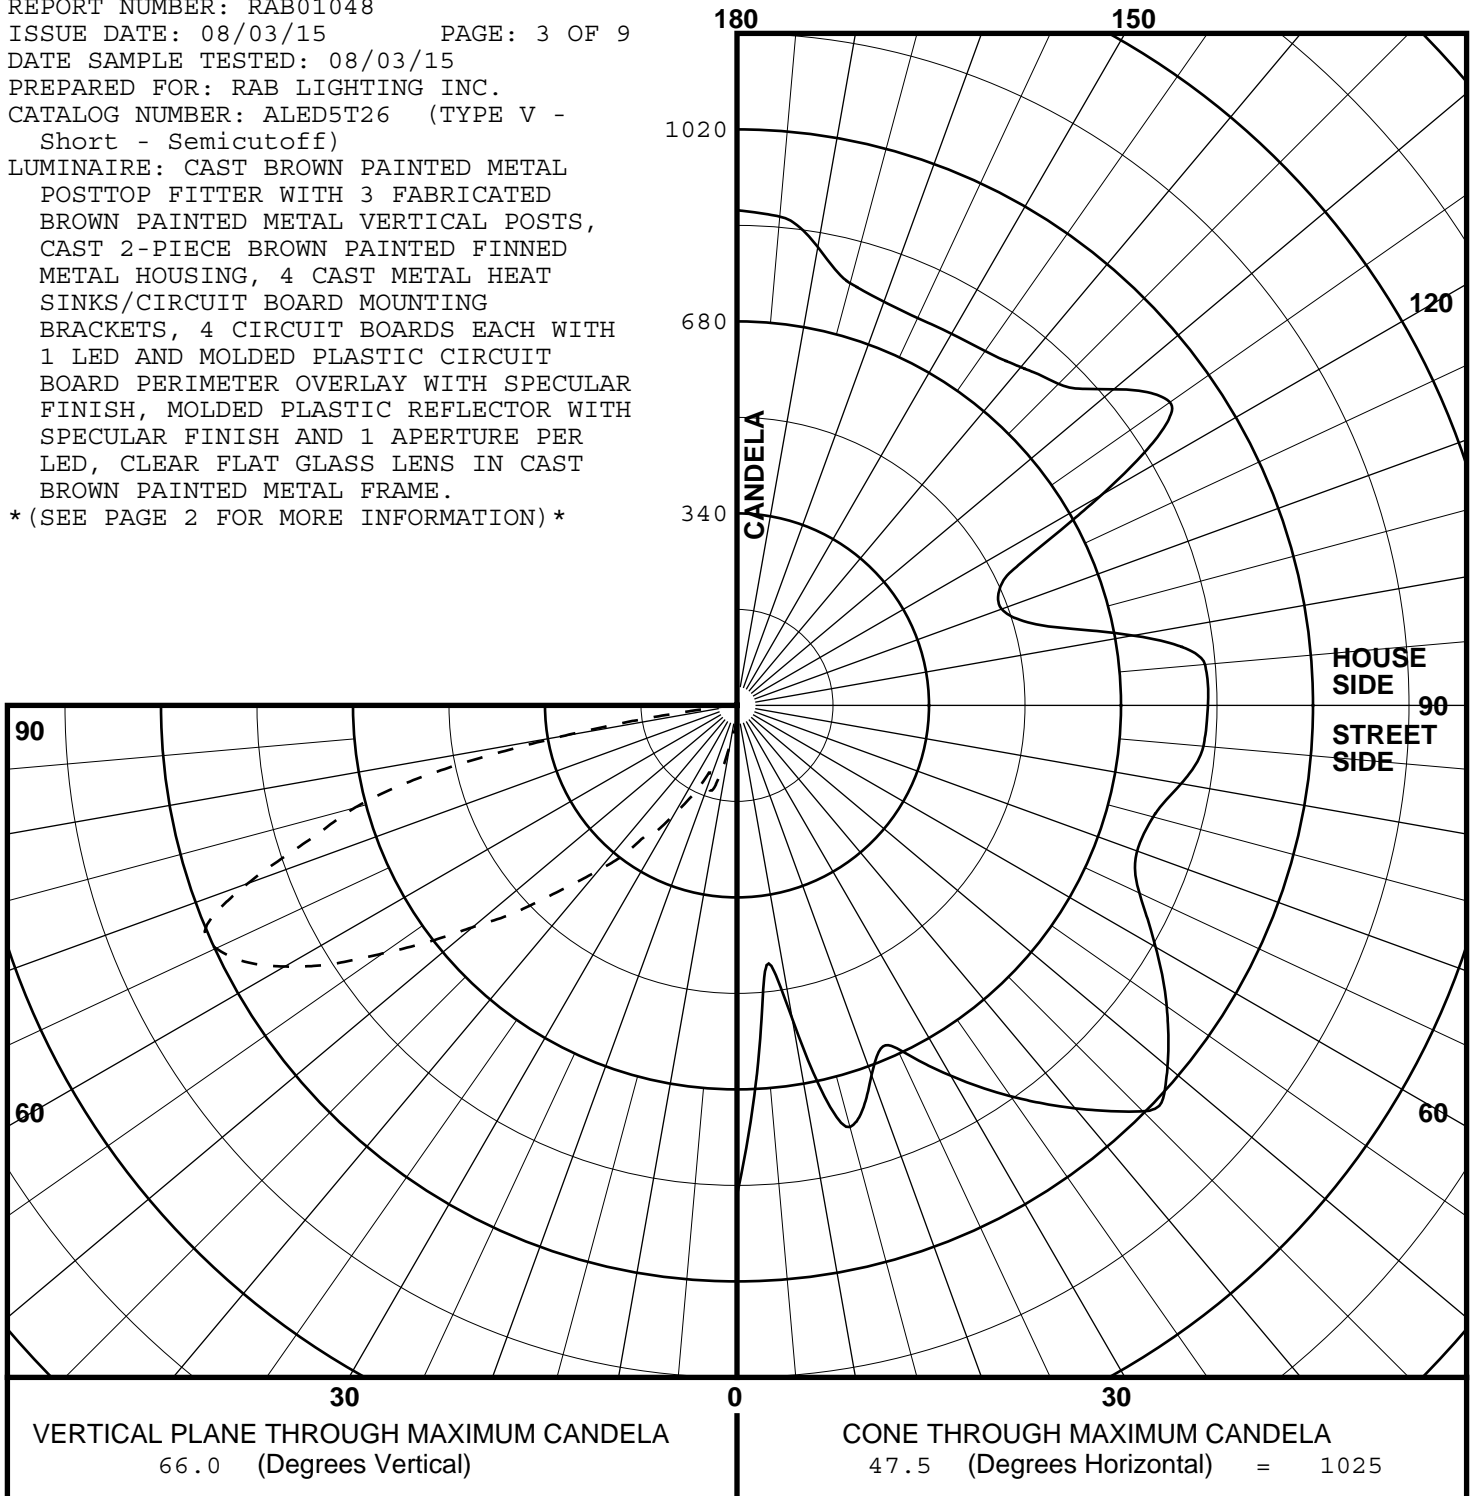 REPORT NUMBER: RAB01048
ISSUE DATE: 08/03/15 PAGE: 3 OF 9
DATE SAMPLE TESTED: 08/03/15
PREPARED FOR: RAB LIGHTING INC.
CATALOG NUMBER: ALED5T26 (TYPE V -
Short - Semicutoff)
LUMINAIRE: CAST BROWN PAINTED METAL
POSTTOP FITTER WITH 3 FABRICATED
BROWN PAINTED METAL VERTICAL POSTS,
CAST 2-PIECE BROWN PAINTED FINNED
METAL HOUSING, 4 CAST METAL HEAT
SINKS/CIRCUIT BOARD MOUNTING
BRACKETS, 4 CIRCUIT BOARDS EACH WITH
1 LED AND MOLDED PLASTIC CIRCUIT
BOARD PERIMETER OVERLAY WITH SPECULAR
FINISH, MOLDED PLASTIC REFLECTOR WITH
SPECULAR FINISH AND 1 APERTURE PER
LED, CLEAR FLAT GLASS LENS IN CAST
BROWN PAINTED METAL FRAME.
*(SEE PAGE 2 FOR MORE INFORMATION)*
180
150
1020
120
680
CANDELA
340
HOUSE
SIDE
90
90
STREET
SIDE
60
60
30
0
30
VERTICAL PLANE THROUGH MAXIMUM CANDELA
66.0 (Degrees Vertical)
CONE THROUGH MAXIMUM CANDELA
47.5 (Degrees Horizontal) = 1025